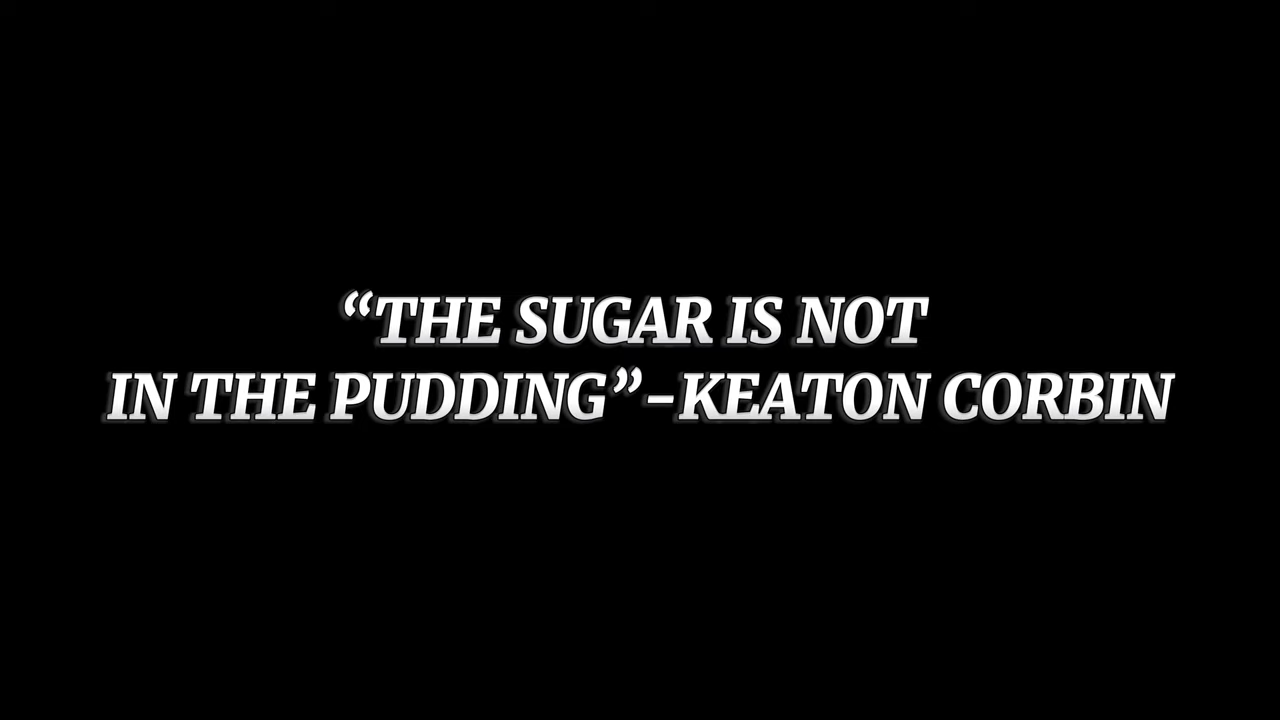 “THE SUGAR IS NOT
IN THE PUDDING”-KEATON CORBIN